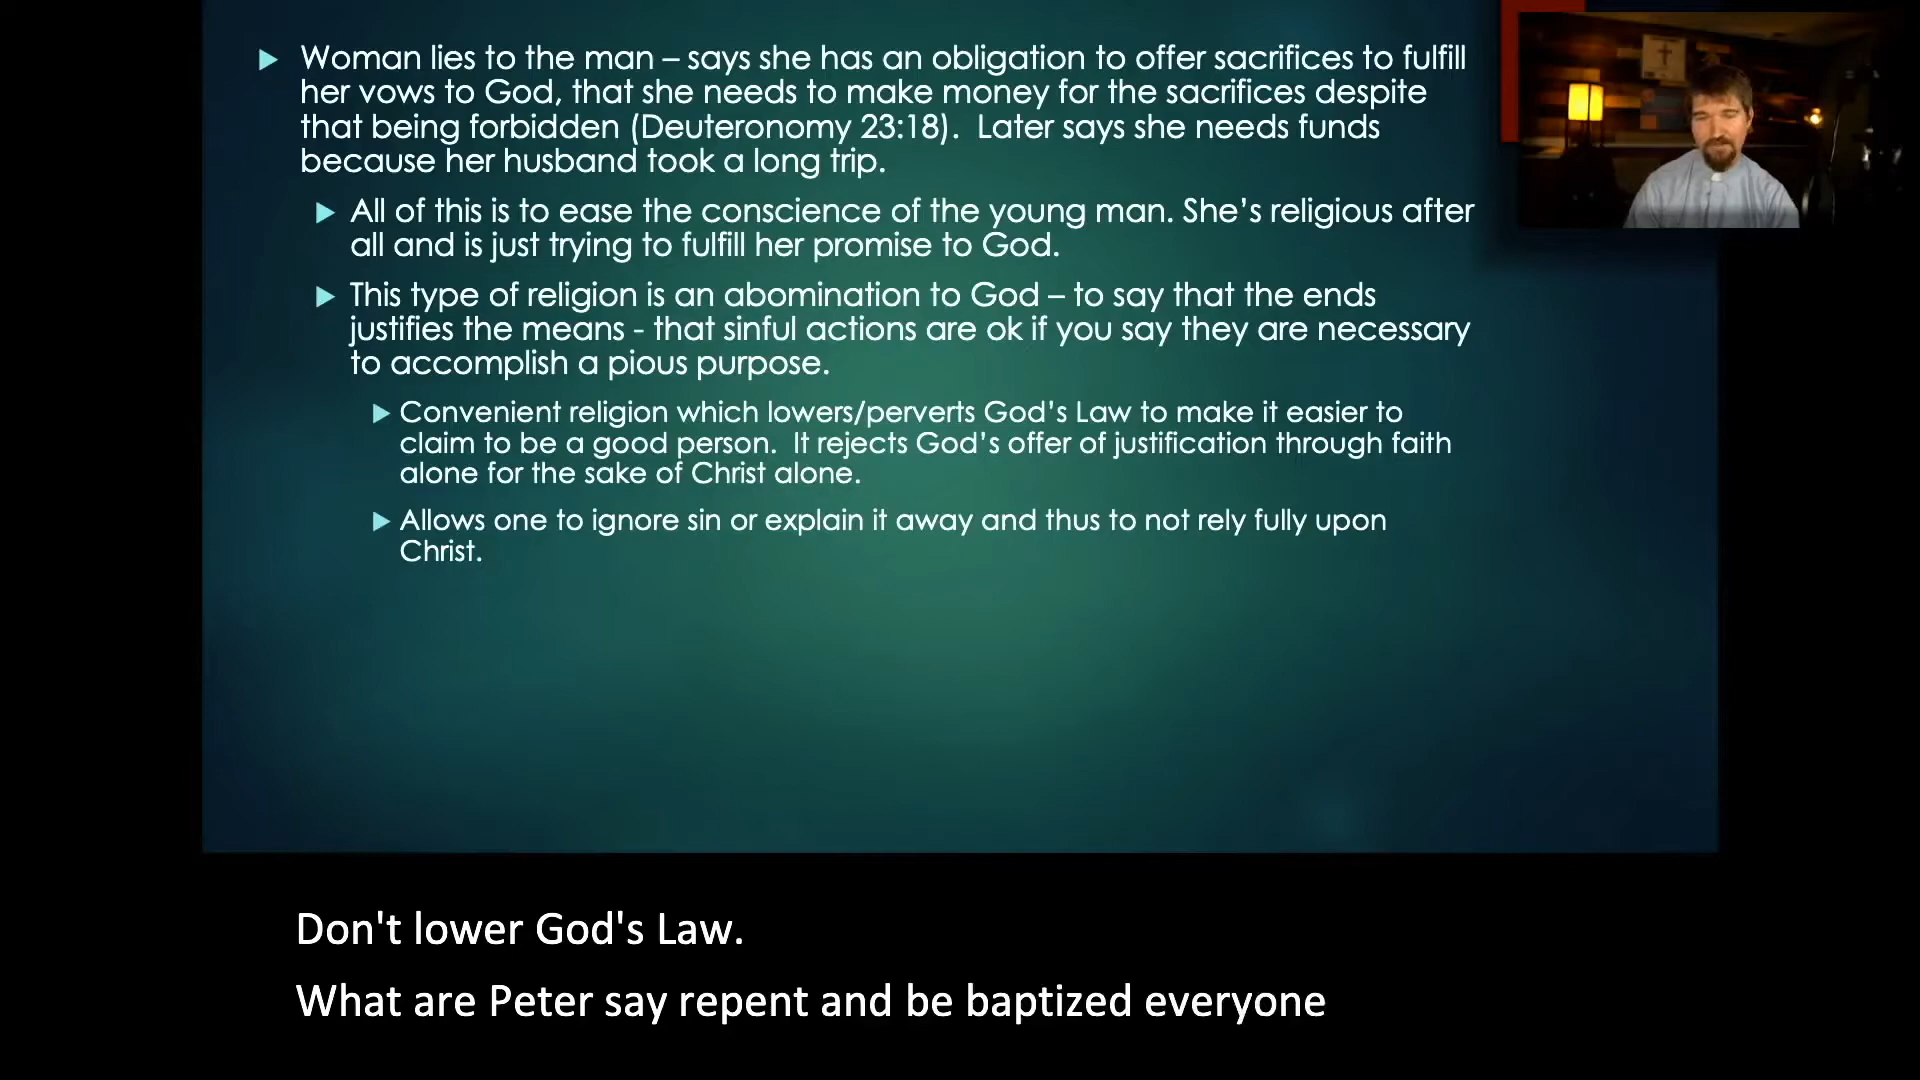 Woman lies to the man – says she has an obligation to offer sacrifices to fulfill
her vows to God, that she needs to make money for the sacrifices despite
that being forbidden (Deuteronomy 23:18).  Later says she needs funds
because her husband took a long trip.
All of this is to ease the conscience of the young man. She’s religious after
all and is just trying to fulfill her promise to God.
This type of religion is an abomination to God – to say that the ends
justifies the means - that sinful actions are ok if you say they are necessary
to accomplish a pious purpose.
Convenient religion which lowers/perverts God’s Law to make it easier to
claim to be a good person.  It rejects God’s offer of justification through faith
alone for the sake of Christ alone.
Allows one to ignore sin or explain it away and thus to not rely fully upon
Christ.
Don't lower God's Law.
What are Peter say repent and be baptized everyone